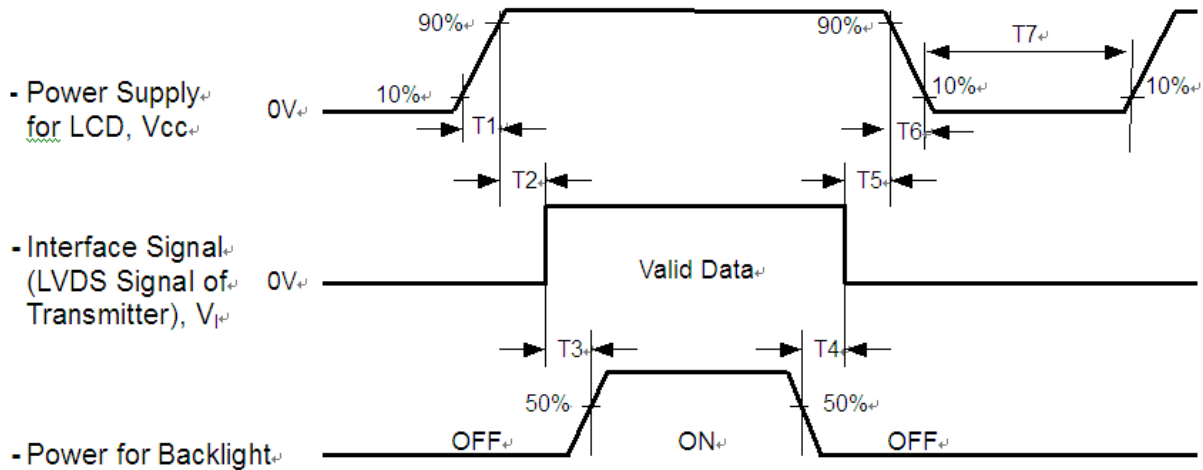 90%
90%
T7
- Power Supply
for LCD, Vcc
10%
0V
T1
T6
10%
10%
T2
T5
- Interface Signal
(LVDS Signal of
Transmitter), VI
0V
Valid Data
T3
T4
50%
50%
- Power for Backlight
OFF
ON
OFF